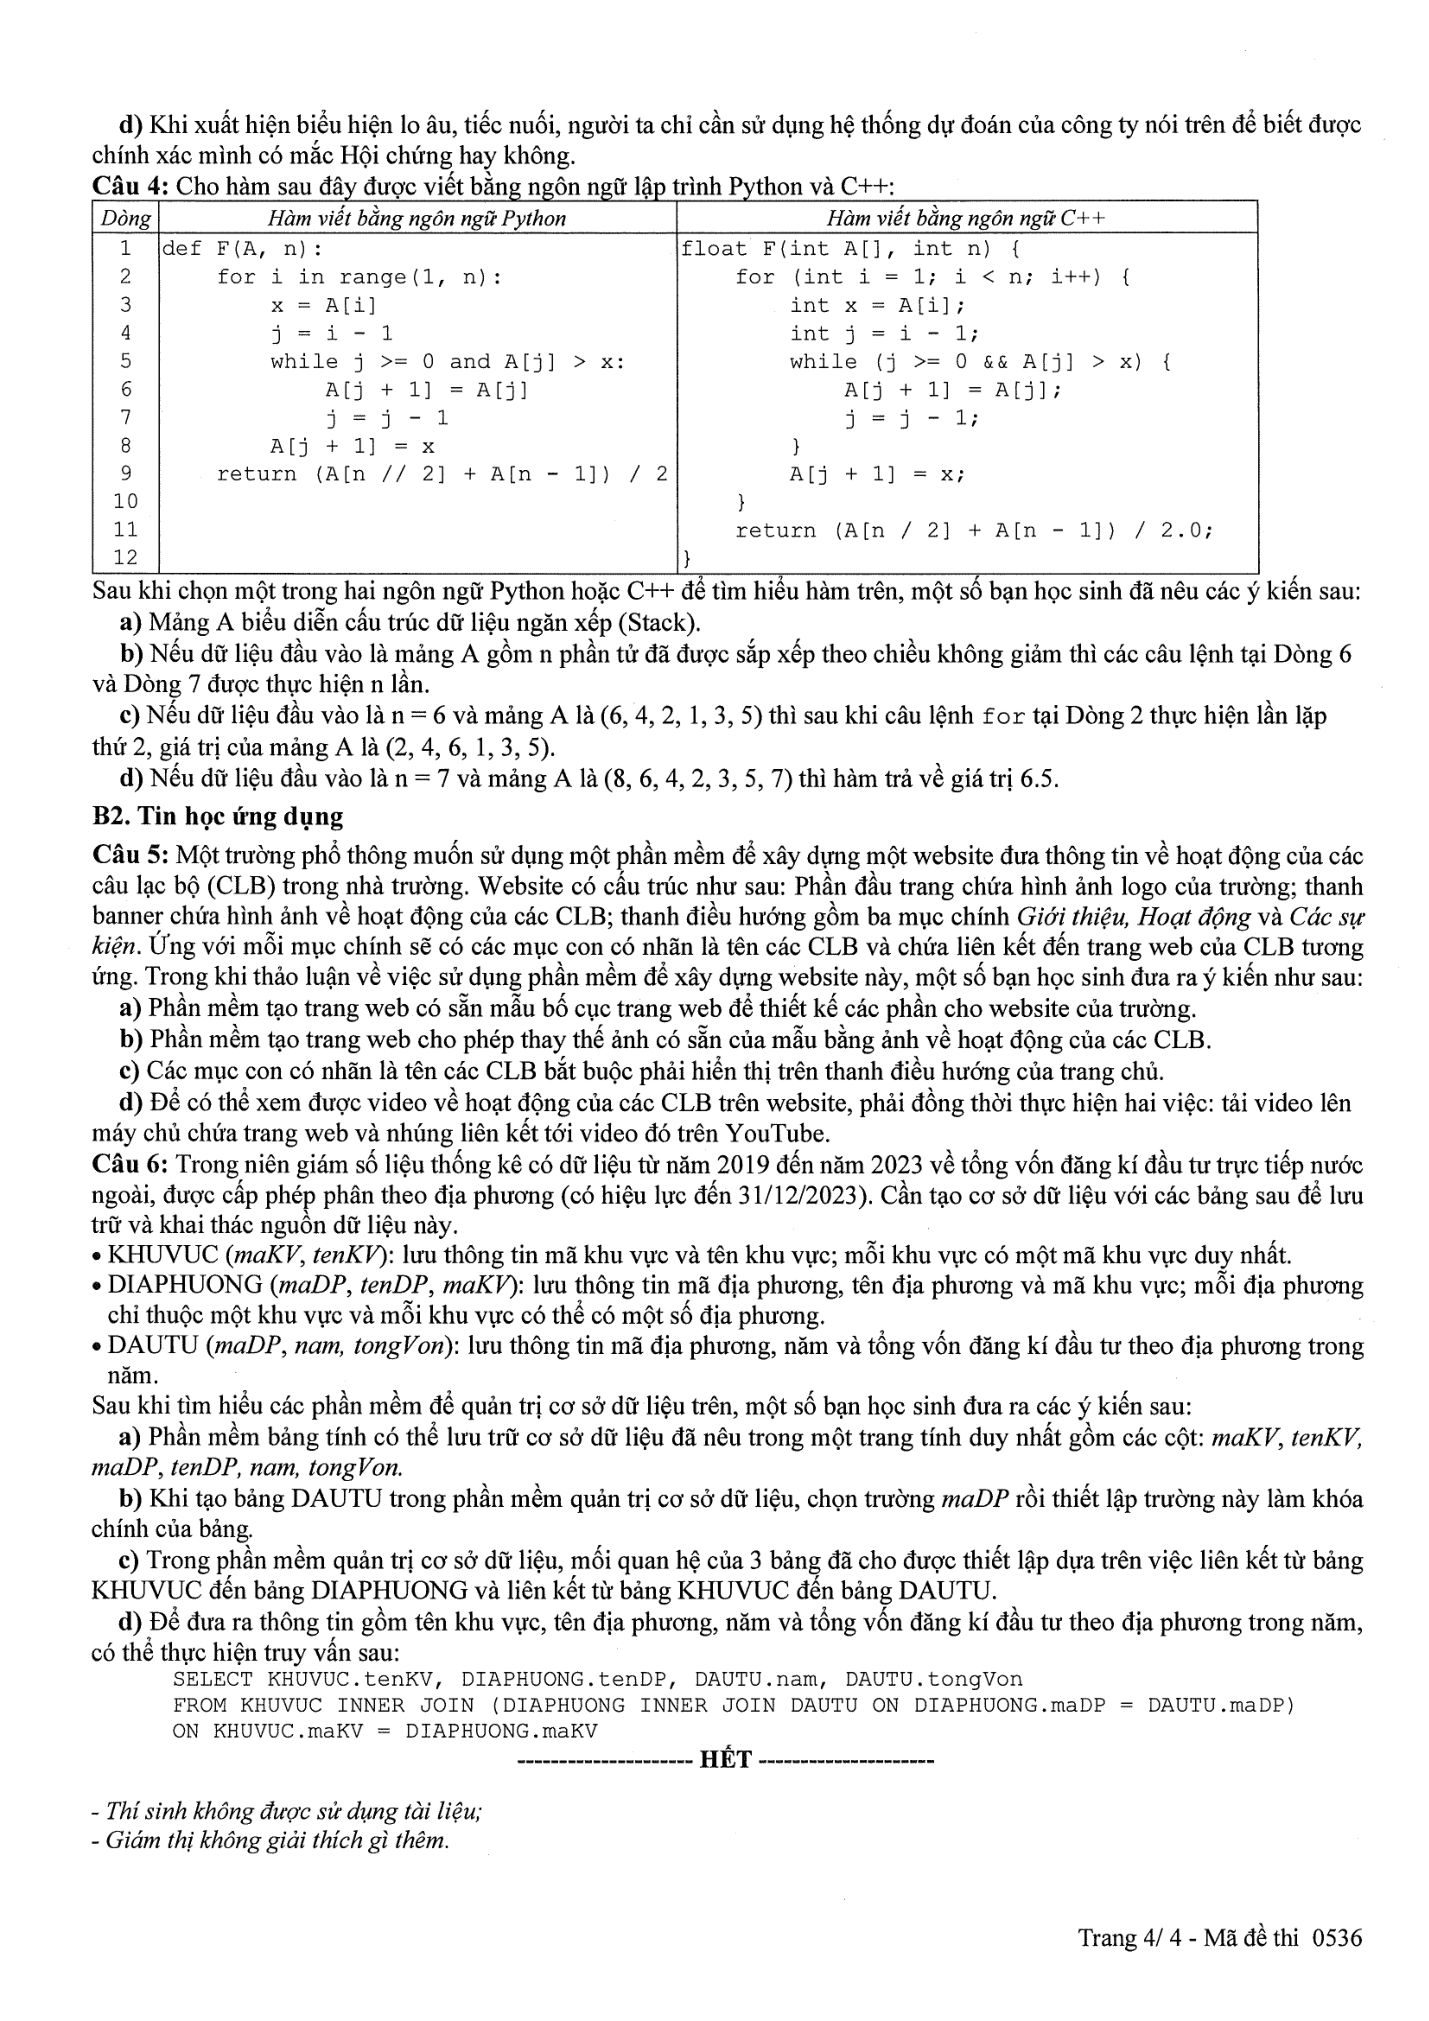 d) Khi xuất hiện biểu hiện lo âu, tiếc nuối, người ta chỉ cần sử dụng hệ thống dự đoán của công ty nói trên để biết được
chính xác mình có mắc Hội chứng hay không.
Câu 4: Cho hàm sau đây được viết bằng ngôn ngữ lập trình Python và C++:
Dòng Hàm viết bằng ngôn ngữ Python Hàm viết bằng ngôn ngữ C++
1 def F(A, n): float F(int A[], int n) {
2 for i in range(1, n): for (int i = 1; i < n; i++) {
3 x = A[i] int x = A[i];
4 j = i - 1 int j = i - 1;
5 while j >= 0 and A[j] > x: while (j >= 0 && A[j] > x) {
6 A[j + 1] = A[j] A[j + 1] = A[j];
7 j = j - 1 j = j - 1;
8 A[j + 1] = x }
9 return (A[n // 2] + A[n - 1]) / 2 A[j + 1] = x;
10 }
11 return (A[n / 2] + A[n - 1]) / 2.0;
12 }
Sau khi chọn một trong hai ngôn ngữ Python hoặc C++ để tìm hiểu hàm trên, một số bạn học sinh đã nêu các ý kiến sau:
a) Mảng A biểu diễn cấu trúc dữ liệu ngăn xếp (Stack).
b) Nếu dữ liệu đầu vào là mảng A gồm n phần tử đã được sắp xếp theo chiều không giảm thì các câu lệnh tại Dòng 6
và Dòng 7 được thực hiện n lần.
c) Nếu dữ liệu đầu vào là n = 6 và mảng A là (6, 4, 2, 1, 3, 5) thì sau khi câu lệnh for tại Dòng 2 thực hiện lần lặp
thứ 2, giá trị của mảng A là (2, 4, 6, 1, 3, 5).
d) Nếu dữ liệu đầu vào là n = 7 và mảng A là (8, 6, 4, 2, 3, 5, 7) thì hàm trả về giá trị 6.5.
B2. Tin học ứng dụng
Câu 5: Một trường phổ thông muốn sử dụng một phần mềm để xây dựng một website đưa thông tin về hoạt động của các
câu lạc bộ (CLB) trong nhà trường. Website có cấu trúc như sau: Phần đầu trang chứa hình ảnh logo của trường; thanh
banner chứa hình ảnh về hoạt động của các CLB; thanh điều hướng gồm ba mục chính Giới thiệu, Hoạt động và Các sự
kiện. Ứng với mỗi mục chính sẽ có các mục con có nhãn là tên các CLB và chứa liên kết đến trang web của CLB tương
ứng. Trong khi thảo luận về việc sử dụng phần mềm để xây dựng website này, một số bạn học sinh đưa ra ý kiến như sau:
a) Phần mềm tạo trang web có sẵn mẫu bố cục trang web để thiết kế các phần cho website của trường.
b) Phần mềm tạo trang web cho phép thay thế ảnh có sẵn của mẫu bằng ảnh về hoạt động của các CLB.
c) Các mục con có nhãn là tên các CLB bắt buộc phải hiển thị trên thanh điều hướng của trang chủ.
d) Để có thể xem được video về hoạt động của các CLB trên website, phải đồng thời thực hiện hai việc: tải video lên
máy chủ chứa trang web và nhúng liên kết tới video đó trên YouTube.
Câu 6: Trong niên giám số liệu thống kê có dữ liệu từ năm 2019 đến năm 2023 về tổng vốn đăng kí đầu tư trực tiếp nước
ngoài, được cấp phép phân theo địa phương (có hiệu lực đến 31/12/2023). Cần tạo cơ sở dữ liệu với các bảng sau để lưu
trữ và khai thác nguồn dữ liệu này.
• KHUVUC (maKV, tenKV): lưu thông tin mã khu vực và tên khu vực; mỗi khu vực có một mã khu vực duy nhất.
• DIAPHUONG (maDP, tenDP, maKV): lưu thông tin mã địa phương, tên địa phương và mã khu vực; mỗi địa phương
chỉ thuộc một khu vực và mỗi khu vực có thể có một số địa phương.
• DAUTU (maDP, nam, tongVon): lưu thông tin mã địa phương, năm và tổng vốn đăng kí đầu tư theo địa phương trong
năm.
Sau khi tìm hiểu các phần mềm để quản trị cơ sở dữ liệu trên, một số bạn học sinh đưa ra các ý kiến sau:
a) Phần mềm bảng tính có thể lưu trữ cơ sở dữ liệu đã nêu trong một trang tính duy nhất gồm các cột: maKV, tenKV,
maDP, tenDP, nam, tongVon.
b) Khi tạo bảng DAUTU trong phần mềm quản trị cơ sở dữ liệu, chọn trường maDP rồi thiết lập trường này làm khóa
chính của bảng.
c) Trong phần mềm quản trị cơ sở dữ liệu, mối quan hệ của 3 bảng đã cho được thiết lập dựa trên việc liên kết từ bảng
KHUVUC đến bảng DIAPHUONG và liên kết từ bảng KHUVUC đến bảng DAUTU.
d) Để đưa ra thông tin gồm tên khu vực, tên địa phương, năm và tổng vốn đăng kí đầu tư theo địa phương trong năm,
có thể thực hiện truy vấn sau:
SELECT KHUVUC.tenKV, DIAPHUONG.tenDP, DAUTU.nam, DAUTU.tongVon
FROM KHUVUC INNER JOIN (DIAPHUONG INNER JOIN DAUTU ON DIAPHUONG.maDP = DAUTU.maDP)
ON KHUVUC.maKV = DIAPHUONG.maKV
--------------------- HẾT ---------------------
- Thí sinh không được sử dụng tài liệu;
- Giám thị không giải thích gì thêm.
Trang 4/ 4 - Mã đề thi 0536